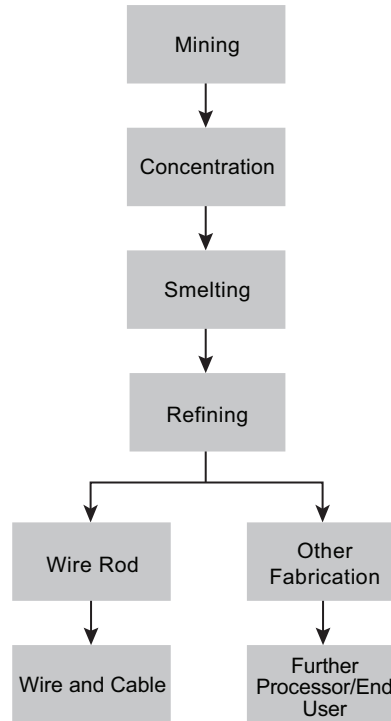 Mining
Concentration
Smelting
Refining
Wire Rod
Other
Fabrication
Wire and Cable
Further
Processor/End
User